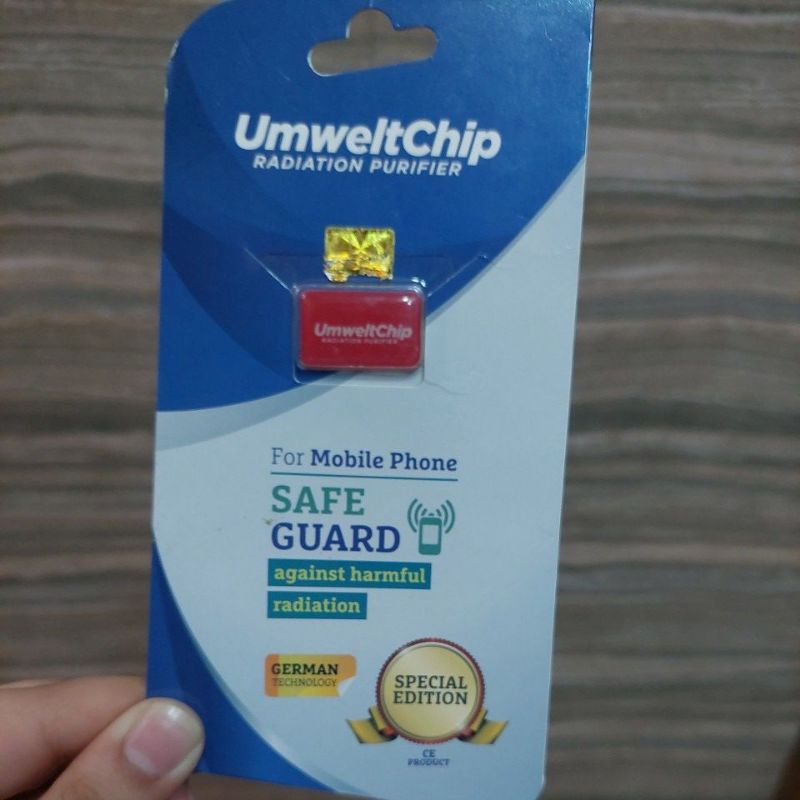 UmweltChip
RADIATION PURIFIER
UmweltChip
RADIATION PURIFIER
For Mobile Phone
SAFE
GUARD
against harmful
radiation
GERMAN
TECHNOLOGY
SPECIAL
EDITION
CE
PRODUCT